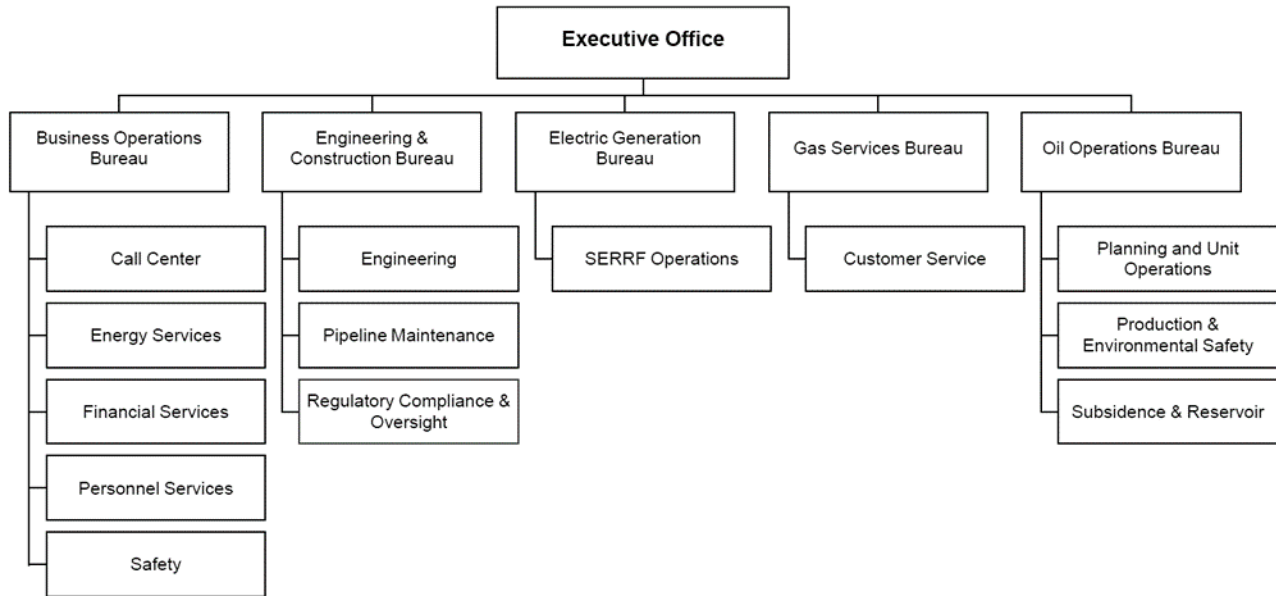 Executive Office
Business Operations
Bureau
Engineering &
Construction Bureau
Electric Generation
Bureau
Gas Services Bureau
Oil Operations Bureau
Call Center
Energy Services
Financial Services
Personnel Services
Safety
Engineering
Pipeline Maintenance
Regulatory Compliance &
Oversight
SERRF Operations
Customer Service
Planning and Unit
Operations
Production &
Environmental Safety
Subsidence & Reservoir